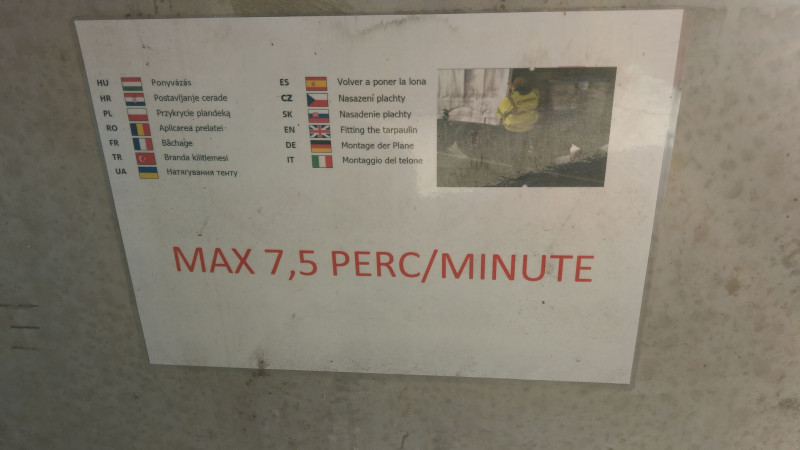 HU Ponyvázás
HR Postavljanje cerade
PL Przykrycie plandeką
RO Aplicarea prelatei
FR Bâchage
TR Branda kilitlemesi
UA Натягування тенту
ES Volver a poner la lona
CZ Nasazení plachty
SK Nasadenie plachty
EN Fitting the tarpaulin
DE Montage der Plane
IT Montaggio del telone
MAX 7,5 PERC/MINUTE